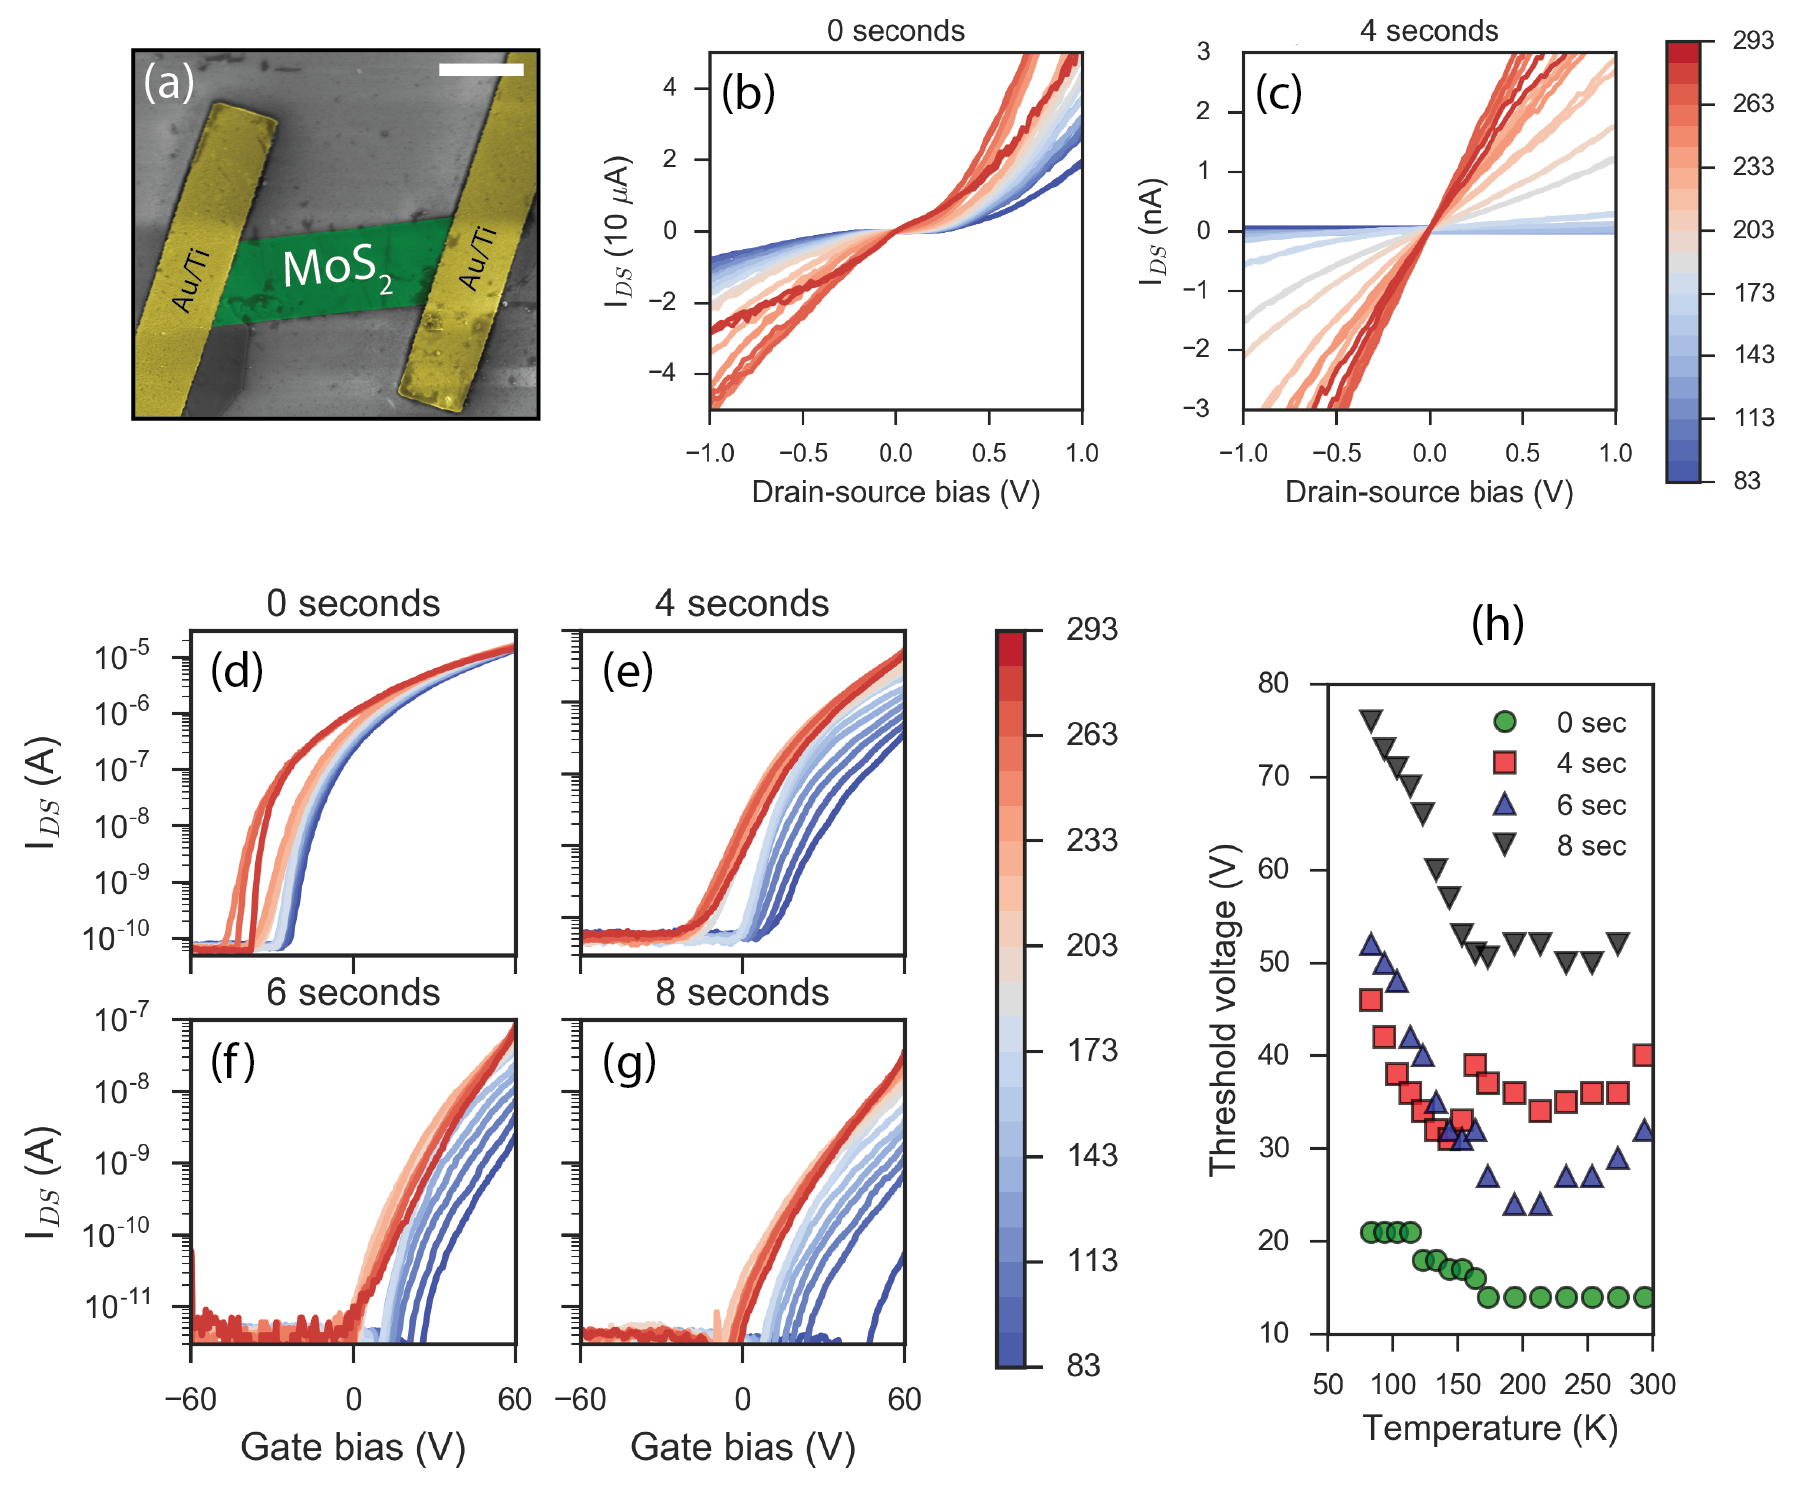 (a)
Au/Ti
MoS2
Au/Ti
0 seconds
(b)
4
2
0
−2
−4
IDS (10 μA)
−1.0 −0.5 0.0 0.5 1.0
Drain-source bias (V)
4 seconds
(c)
3
2
1
0
−1
−2
−3
IDS (nA)
−1.0 −0.5 0.0 0.5 1.0
Drain-source bias (V)
293
263
233
203
173
143
113
83
0 seconds
(d)
10-5
10-6
10-7
10-8
10-9
10-10
IDS (A)
4 seconds
(e)
6 seconds
(f)
10-7
10-8
10-9
10-10
10-11
IDS (A)
−60 0 60
Gate bias (V)
8 seconds
(g)
−60 0 60
Gate bias (V)
293
263
233
203
173
143
113
83
(h)
80
70
60
50
40
30
20
10
Threshold voltage (V)
0 sec
4 sec
6 sec
8 sec
50 100 150 200 250 300
Temperature (K)